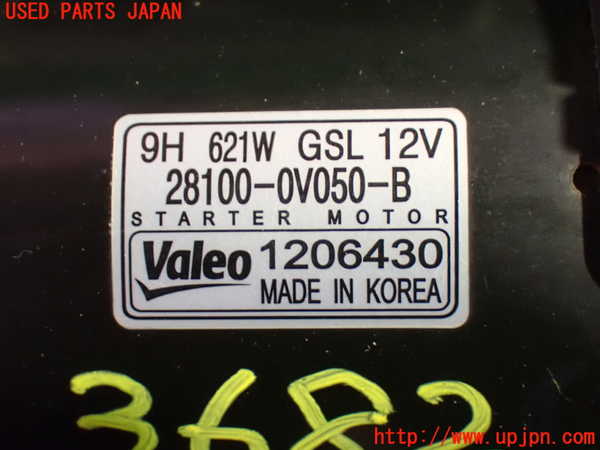 USED PARTS JAPAN
9H 621W GSL 12V
28100-0V050-B
STARTER MOTOR
Valeo 1206430
MADE IN KOREA
3682
http://www.upjpn.com/